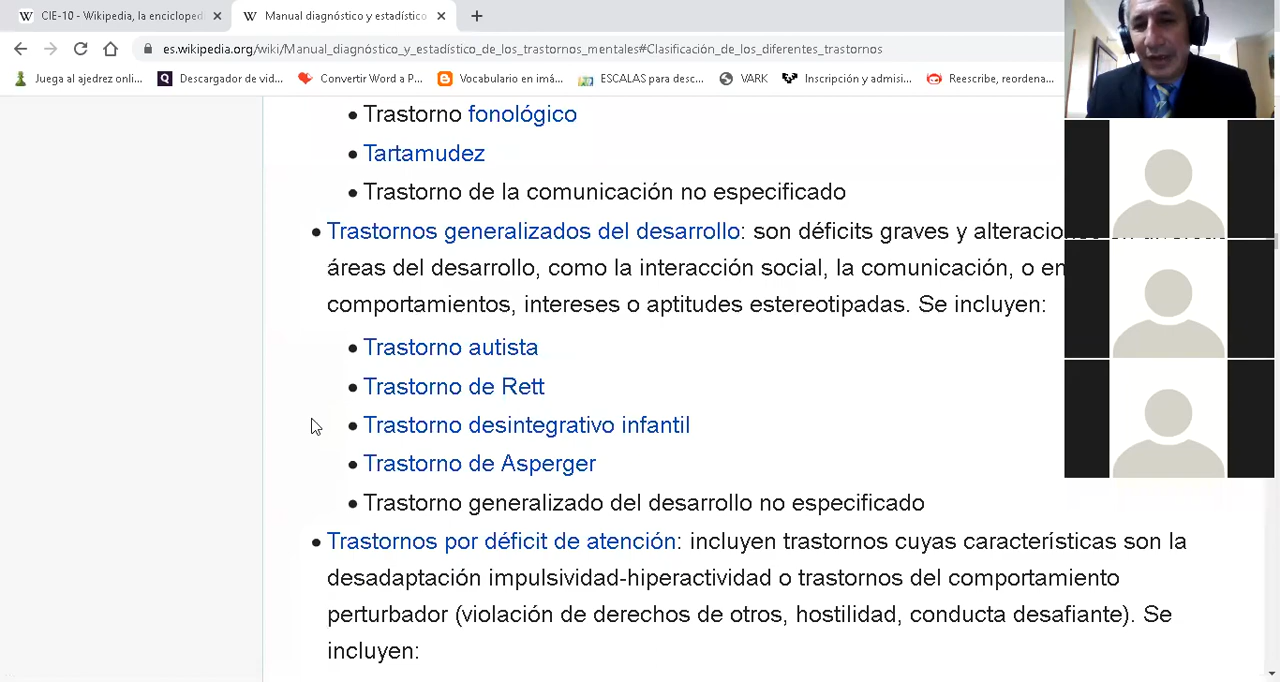 CIE-10 - Wikipedia, la encicloped
Manual diagnóstico y estadístico
es.wikipedia.org/wiki/Manual_diagnóstico_y_estadístico_de_los_trastornos_mentales#Clasificación_de_los_diferentes_trastornos
Juega al ajedrez onli... Descargador de vid... Convertir Word a P... Vocabulario en imá... ESCALAS para desc... VARK Inscripción y admisi... Reescribe, reordena...
• Trastorno fonológico
• Tartamudez
• Trastorno de la comunicación no especificado
• Trastornos generalizados del desarrollo: son déficits graves y
áreas del desarrollo, como la interacción social, la comunicación, o en
comportamientos, intereses o aptitudes estereotipadas. Se incluyen:
• Trastorno autista
• Trastorno de Rett
• Trastorno desintegrativo infantil
• Trastorno de Asperger
• Trastorno generalizado del desarrollo no especificado
• Trastornos por déficit de atención: incluyen trastornos cuyas características son la
desadaptación impulsividad-hiperactividad o trastornos del comportamiento
perturbador (violación de derechos de otros, hostilidad, conducta desafiante). Se
incluyen: